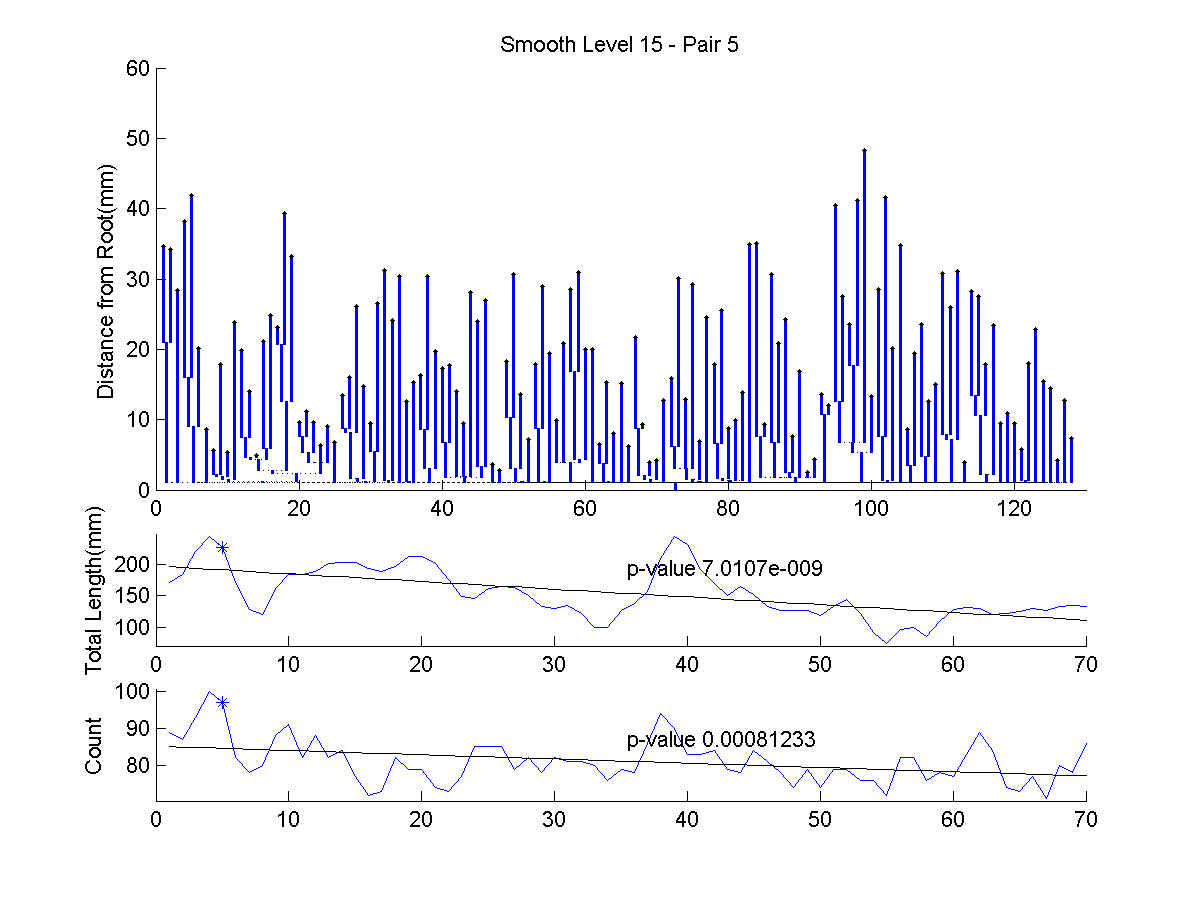 Smooth Level 15 - Pair 5
60
50
40
30
20
10
0
Distance from Root(mm)
0 20 40 60 80 100 120
200
150
100
Total Length(mm)
p-value 7.0107e-009
0 10 20 30 40 50 60 70
100
90
80
Count
p-value 0.00081233
0 10 20 30 40 50 60 70